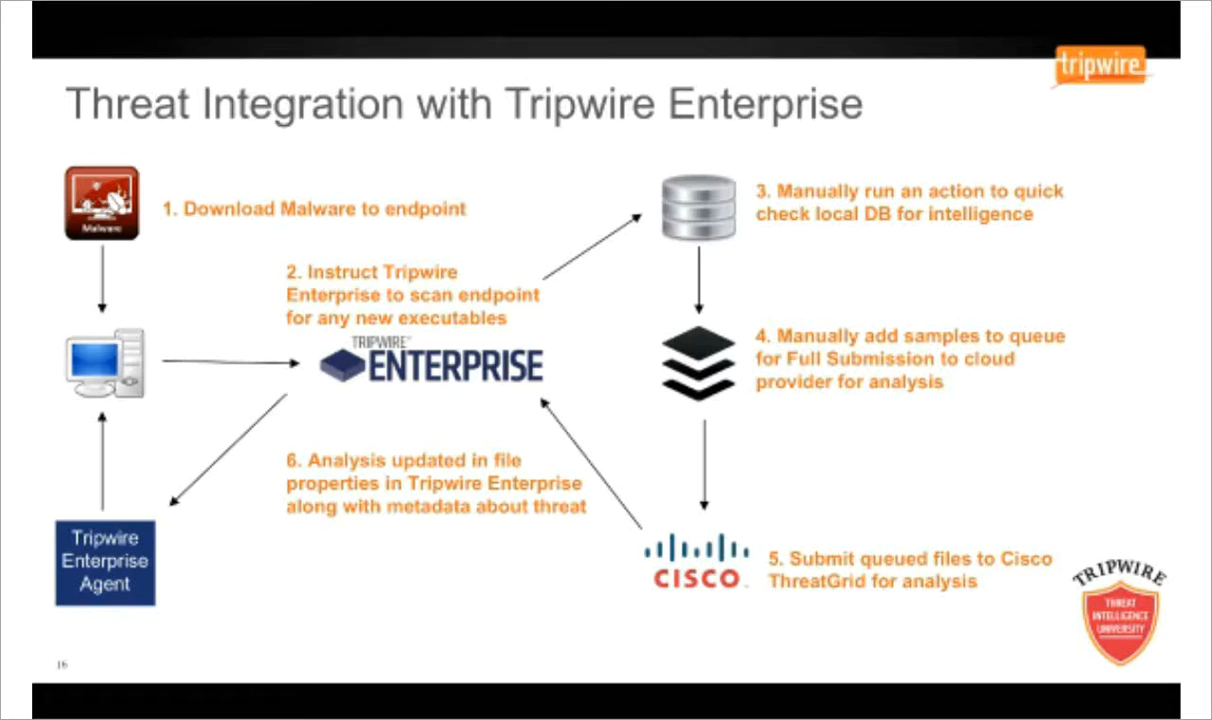 tripwire
Threat Integration with Tripwire Enterprise
Malware
1. Download Malware to endpoint
2. Instruct Tripwire
Enterprise to scan endpoint
for any new executables
TRIPWIRE
ENTERPRISE
3. Manually run an action to quick
check local DB for intelligence
4. Manually add samples to queue
for Full Submission to cloud
provider for analysis
5. Submit queued files to Cisco
ThreatGrid for analysis
CISCO
6. Analysis updated in file
properties in Tripwire Enterprise
along with metadata about threat
Tripwire
Enterprise
Agent
TRIPWIRE
THREAT
INTELLIGENCE
UNIVERSITY
16